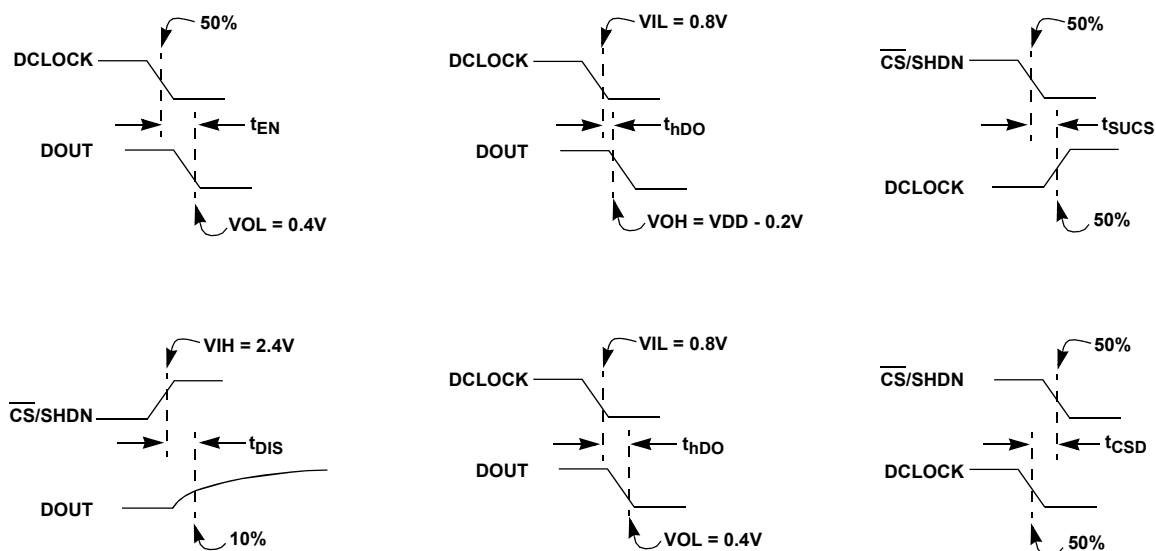 50%
DCLOCK
tEN
DOUT
VOL = 0.4V
VIL = 0.8V
DCLOCK
thDO
DOUT
VOH = VDD - 0.2V
50%
CS/SHDN
tSUCS
DCLOCK
50%
VIH = 2.4V
CS/SHDN
tDIS
DOUT
10%
VIL = 0.8V
DCLOCK
thDO
DOUT
VOL = 0.4V
50%
CS/SHDN
tCSD
DCLOCK
50%